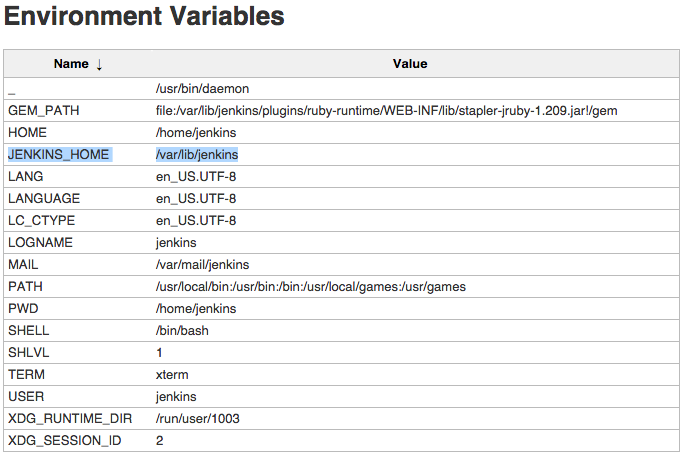 Environment Variables
Name ↓ Value
_ /usr/bin/daemon
GEM_PATH file:/var/lib/jenkins/plugins/ruby-runtime/WEB-INF/lib/stapler-jruby-1.209.jar!/gem
HOME /home/jenkins
JENKINS_HOME /var/lib/jenkins
LANG en_US.UTF-8
LANGUAGE en_US.UTF-8
LC_CTYPE en_US.UTF-8
LOGNAME jenkins
MAIL /var/mail/jenkins
PATH /usr/local/bin:/usr/bin:/bin:/usr/local/games:/usr/games
PWD /home/jenkins
SHELL /bin/bash
SHLVL 1
TERM xterm
USER jenkins
XDG_RUNTIME_DIR /run/user/1003
XDG_SESSION_ID 2